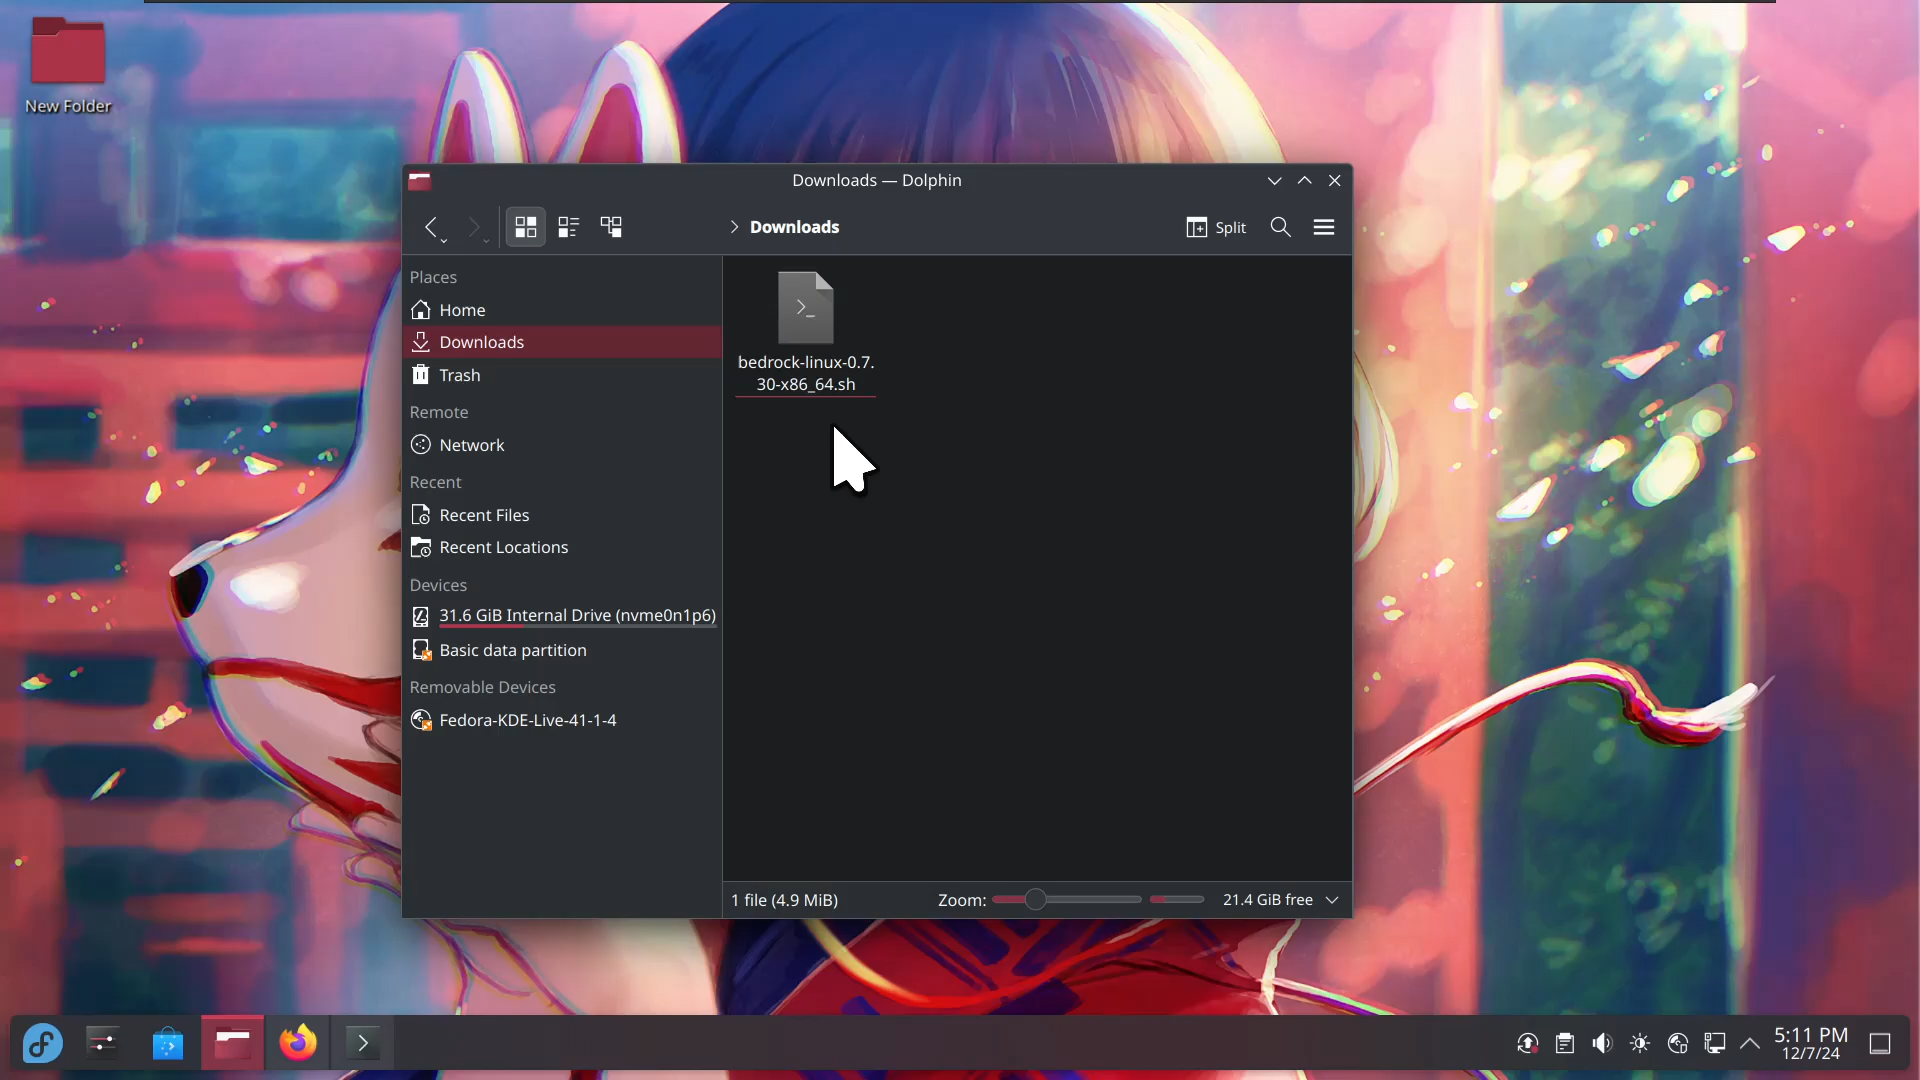 New Folder
Downloads — Dolphin
Downloads
Split
Places
Home
Downloads
Trash
Remote
Network
Recent
Recent Files
Recent Locations
Devices
31.6 GiB Internal Drive (nvme0n1p6)
Basic data partition
Removable Devices
Fedora-KDE-Live-41-1-4
bedrock-linux-0.7.
30-x86_64.sh
1 file (4.9 MiB)
Zoom:
21.4 GiB free
5:11 PM
12/7/24